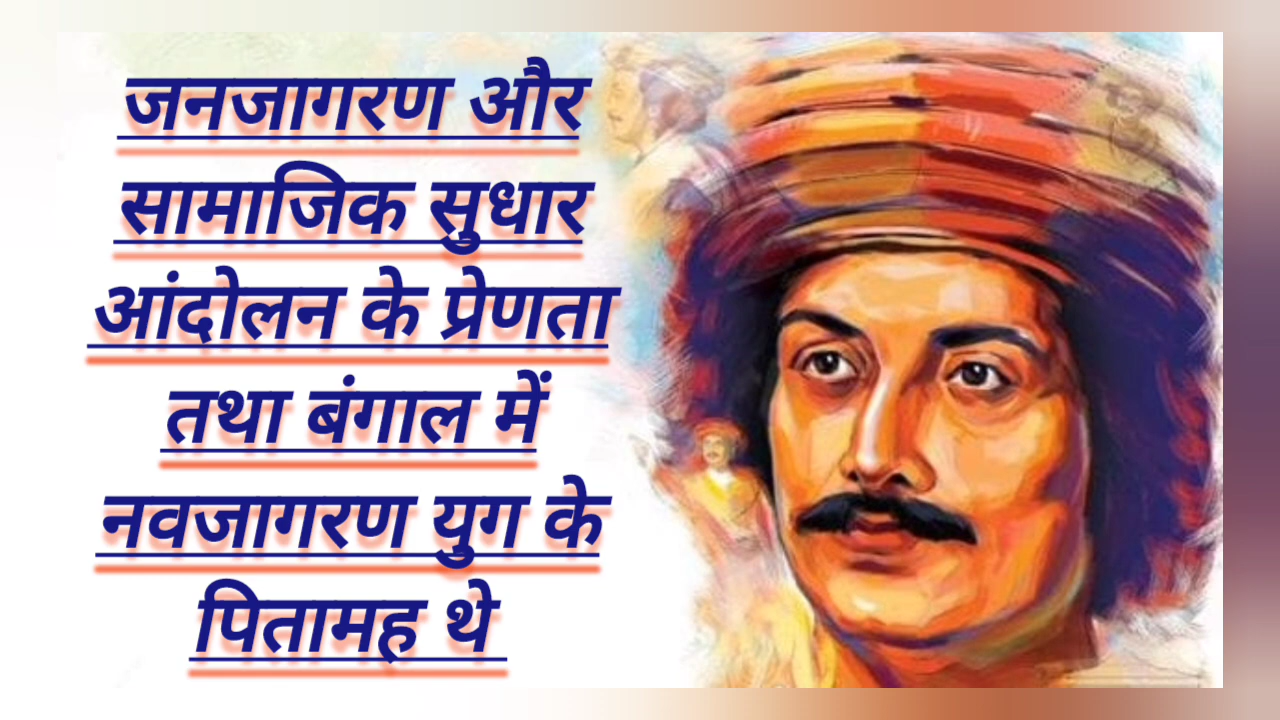 जनजागरण और
सामाजिक सुधार
आंदोलन के प्रेणता
तथा बंगाल में
नवजागरण युग के
पितामह थे